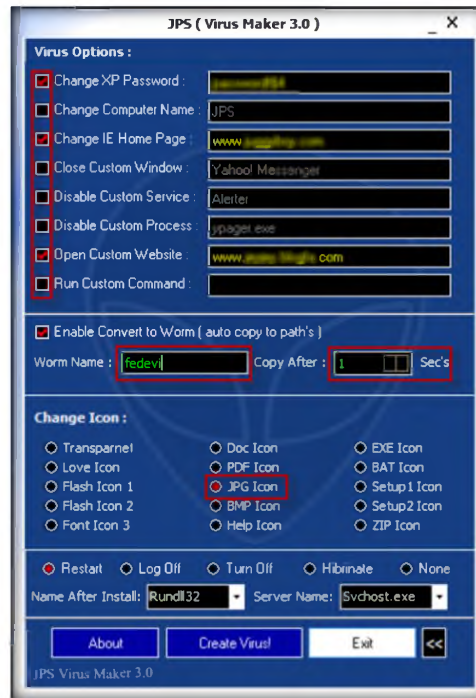 JPS ( Virus Maker 3.0 ) _ X
Virus Options :
Change XP Password :
Change Computer Name : JPS
Change IE Home Page : www.
Close Custom Window : Yahoo! Messenger
Disable Custom Service : Alerter
Disable Custom Process : ypager.exe
Open Custom Website : www. .com
Run Custom Command :
Enable Convert to Worm ( auto copy to path's )
Worm Name : fedevi Copy After : 1 Sec's
Change Icon :
Transparnet Doc Icon EXE Icon
Love Icon PDF Icon BAT Icon
Flash Icon 1 JPG Icon Setup1 Icon
Flash Icon 2 BMP Icon Setup2 Icon
Font Icon 3 Help Icon ZIP Icon
Restart Log Off Turn Off Hibrinate None
Name After Install: Rundll32 Server Name: Svchost.exe
About Create Virus! Exit <<
JPS Virus Maker 3.0